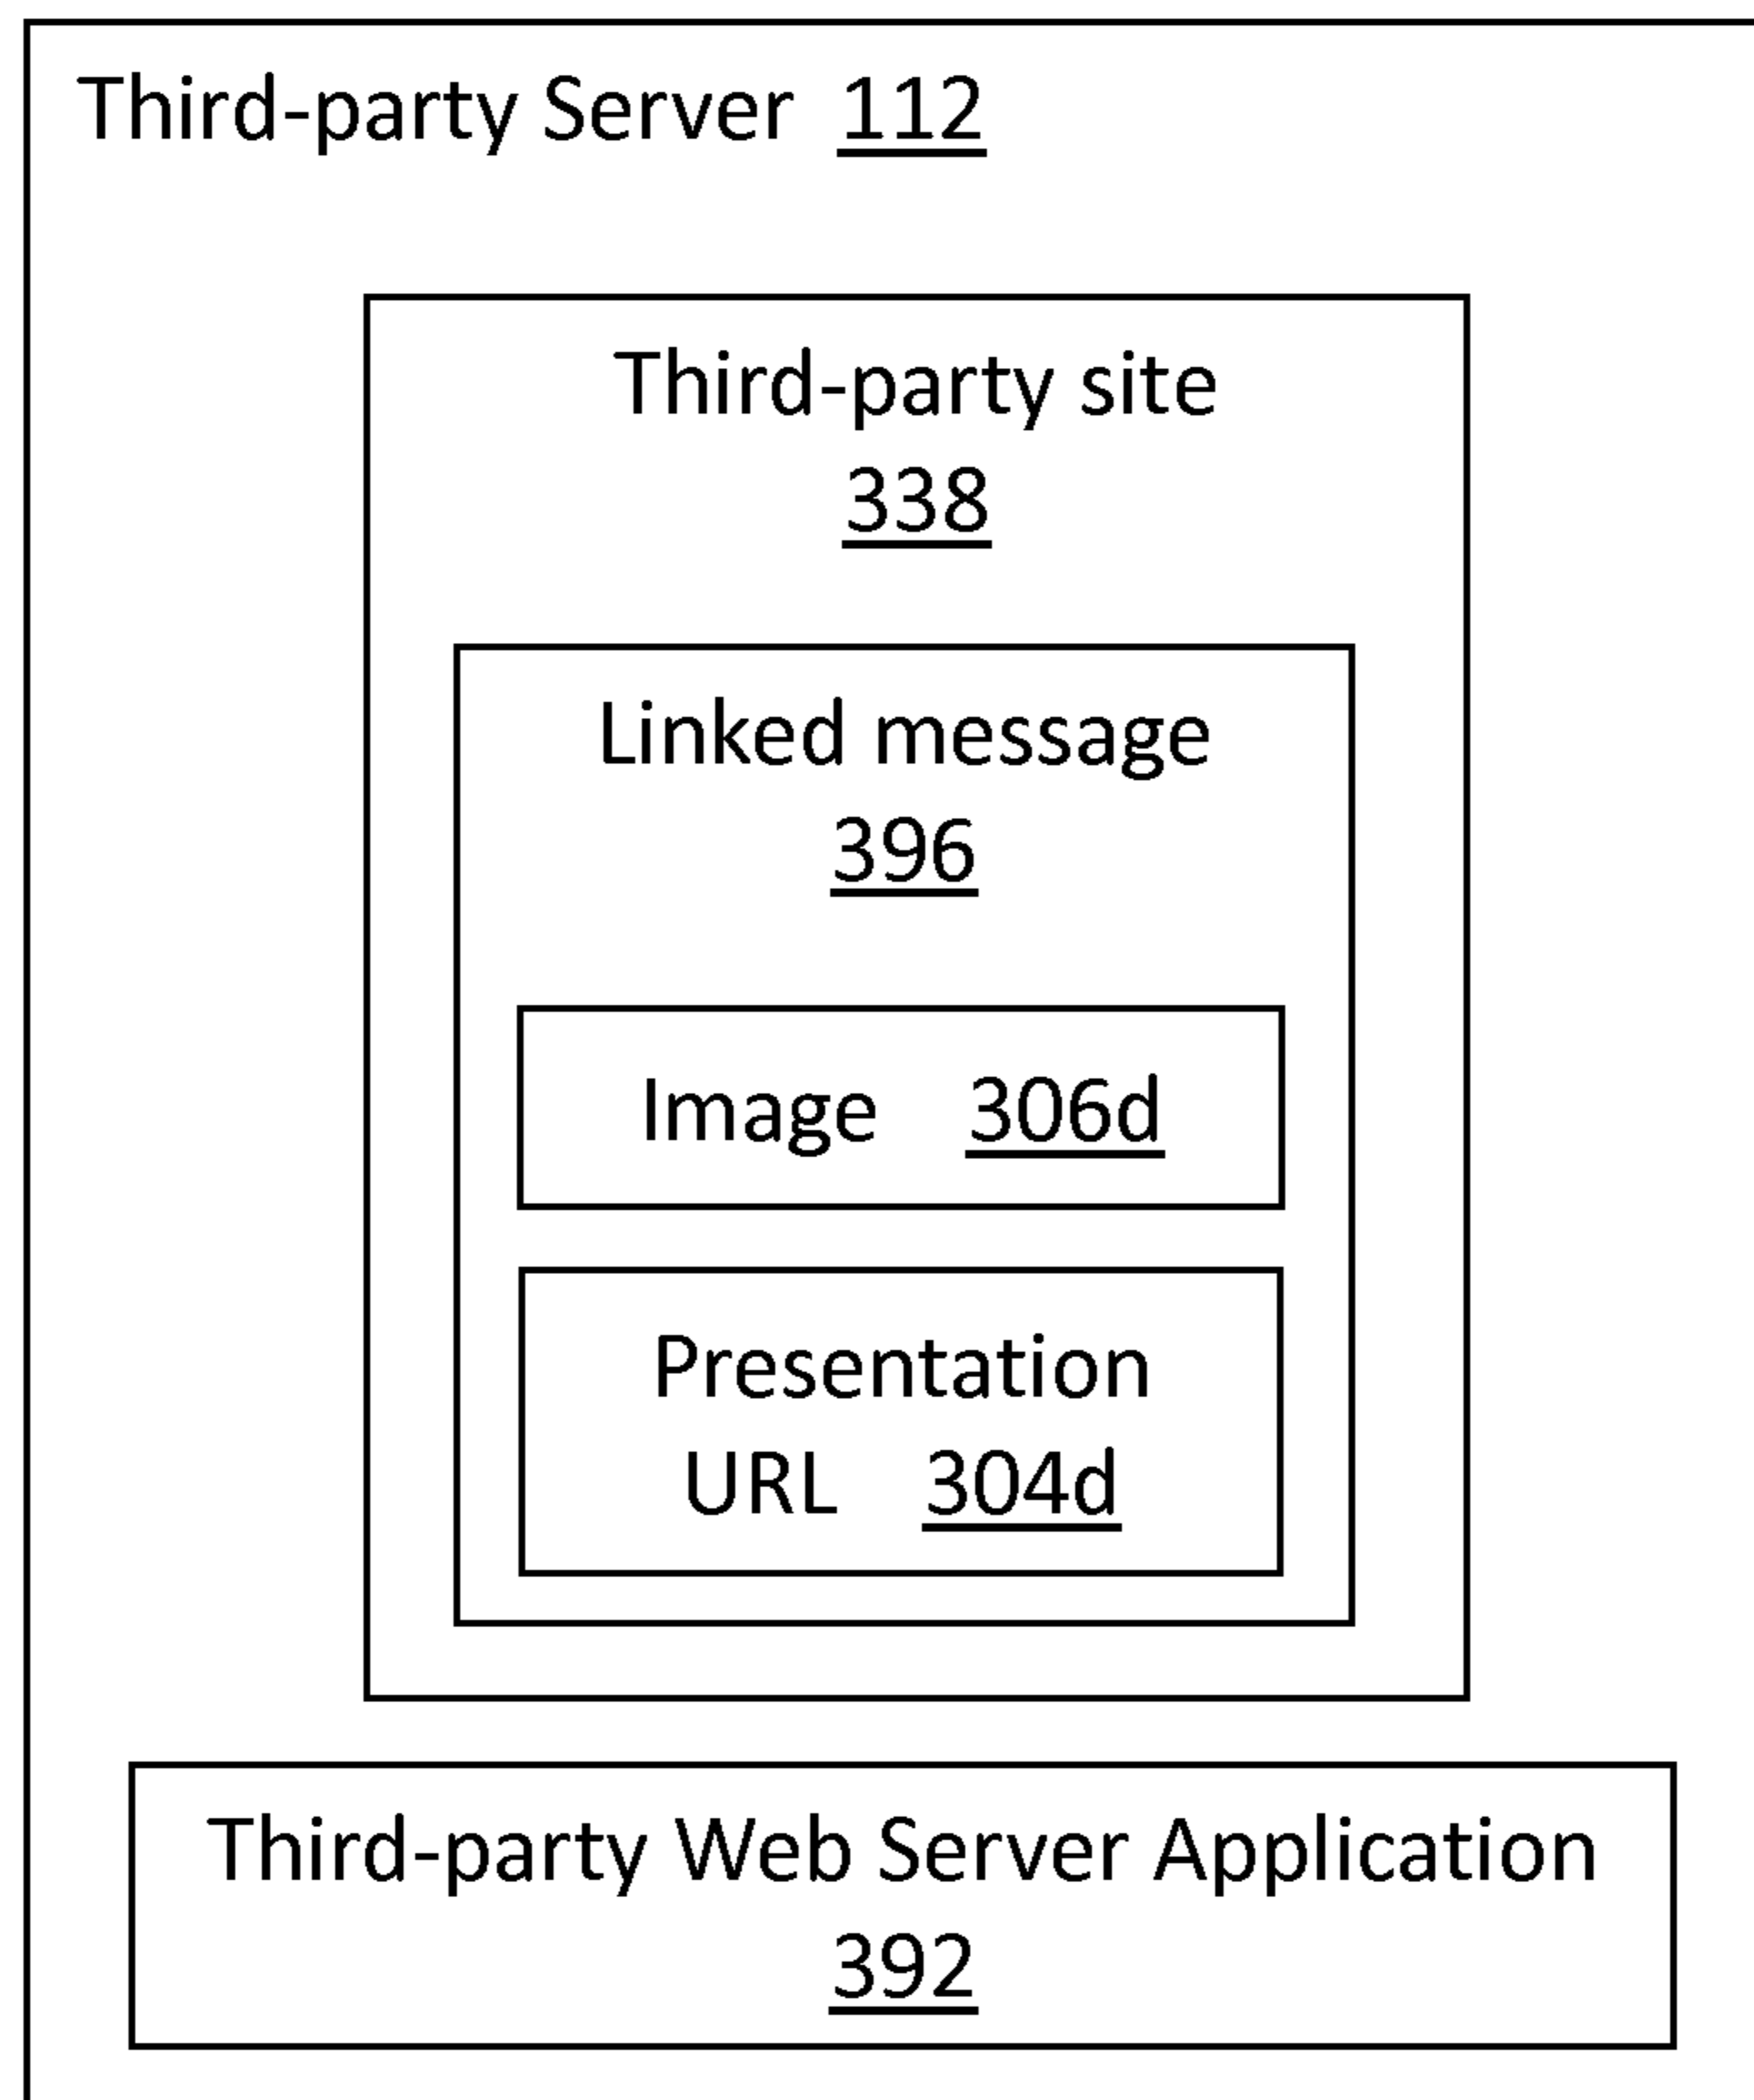 Third-party Server 112
Third-party site
338
Linked message
396
Image 306d
Presentation
URL 304d
Third-party Web Server Application
392